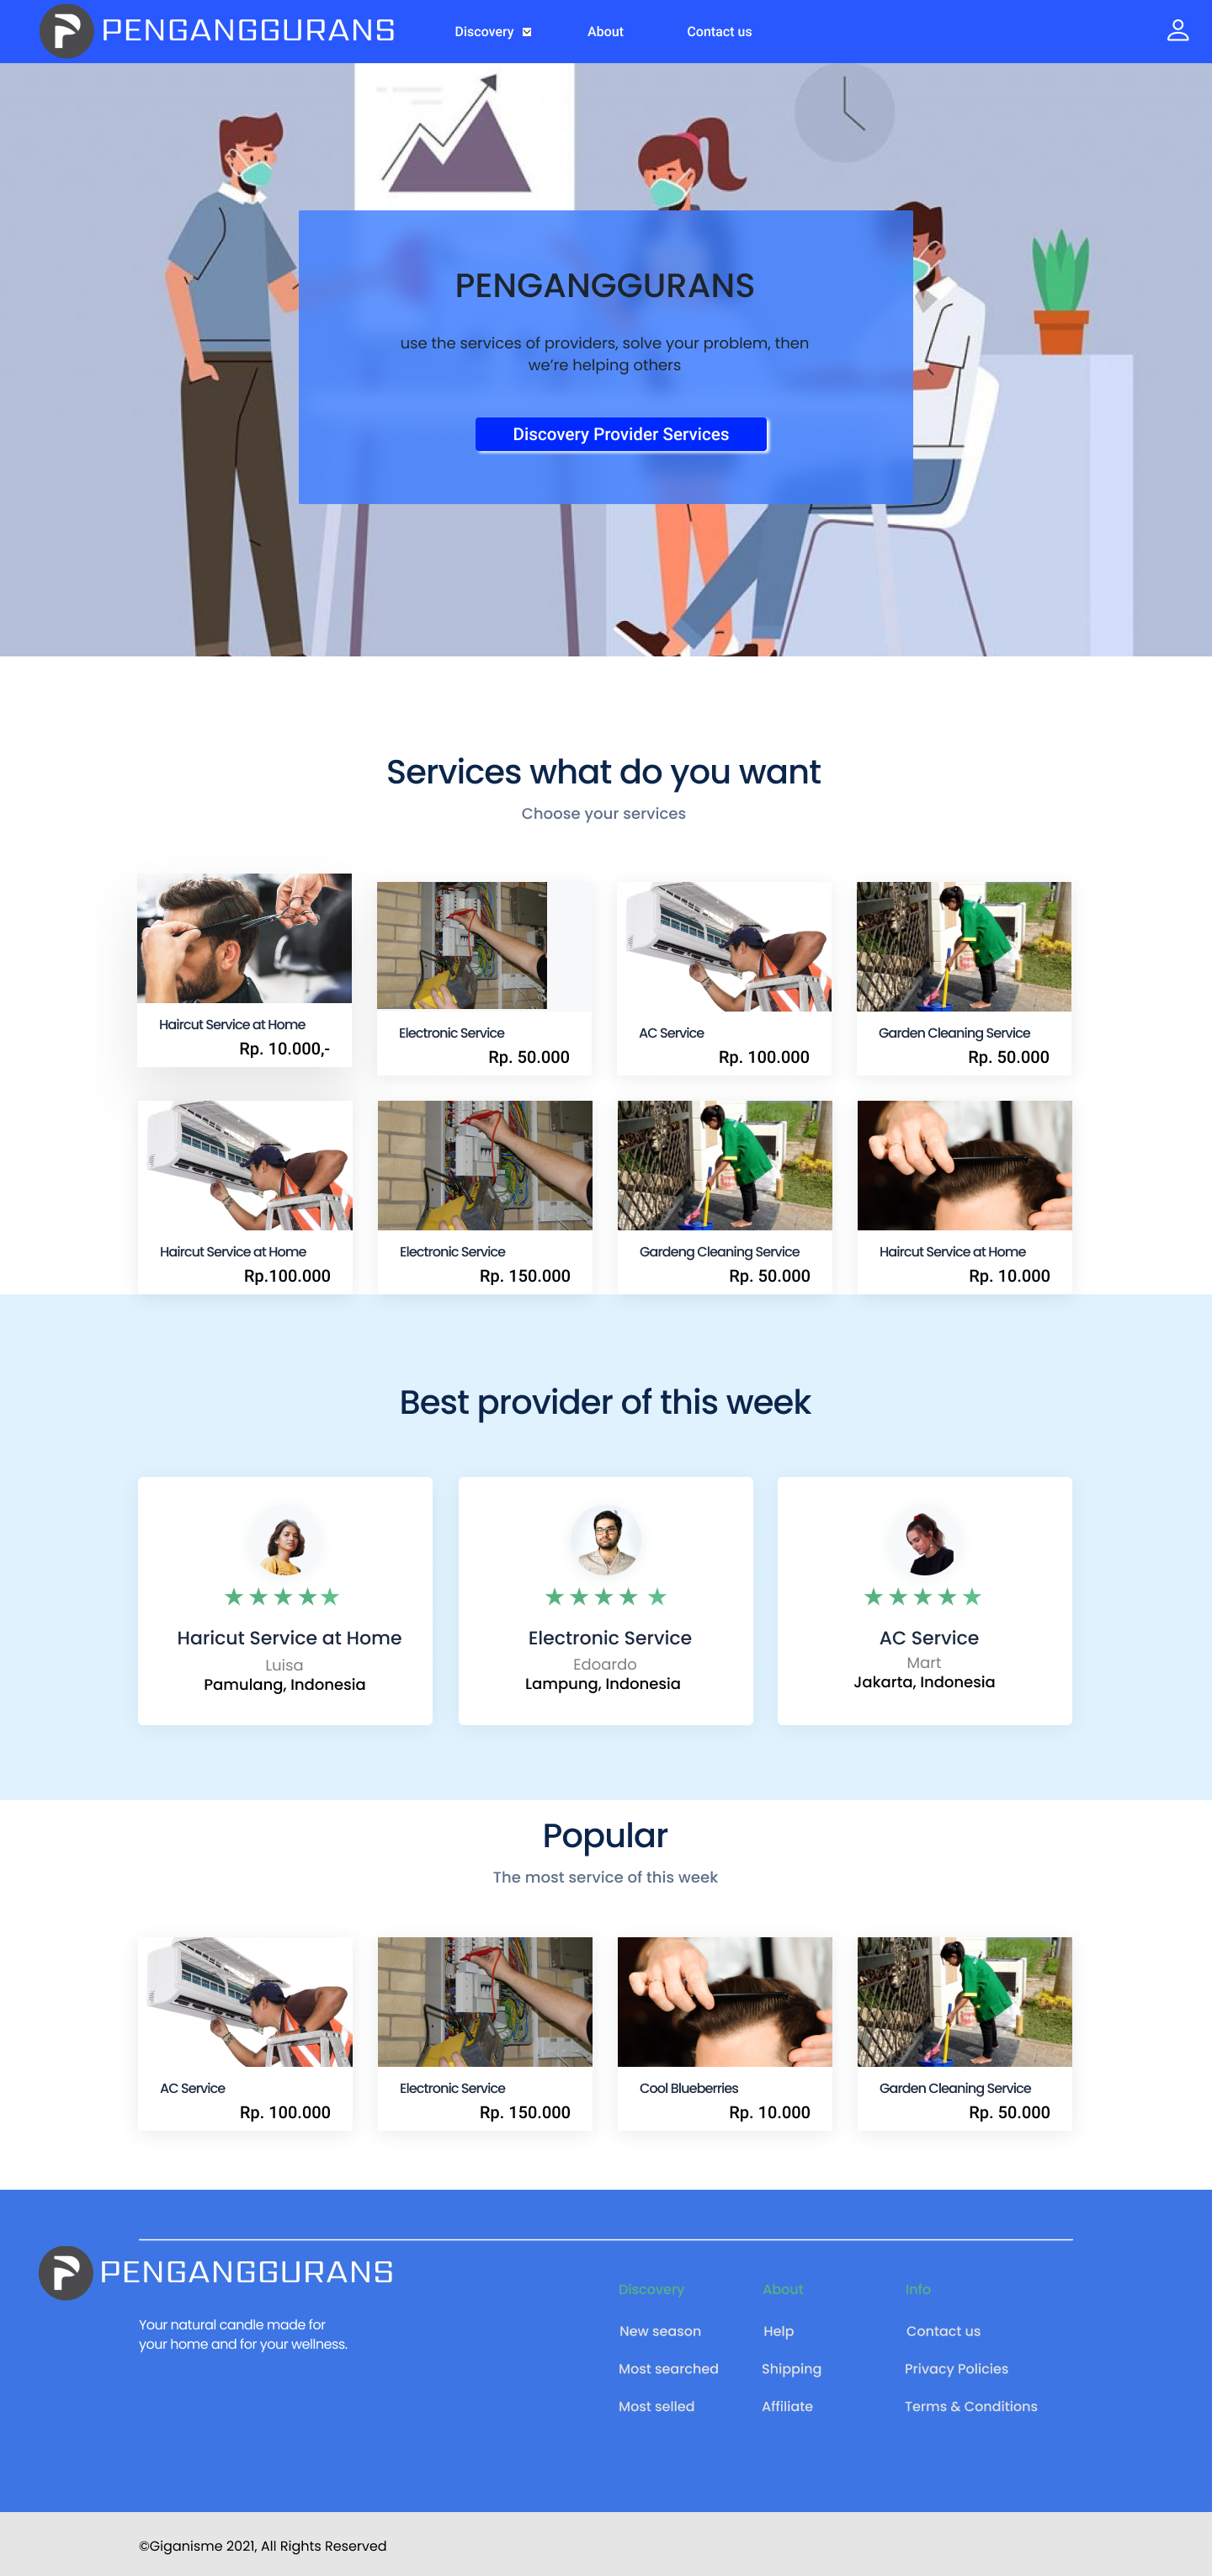 PENGANGGURANS
Discovery
About
Contact us
PENGANGGURANS
use the services of providers, solve your problem, then
we’re helping others
Discovery Provider Services
Services what do you want
Choose your services
Haircut Service at Home
Rp. 10.000,-
Electronic Service
Rp. 50.000
AC Service
Rp. 100.000
Garden Cleaning Service
Rp. 50.000
Haircut Service at Home
Rp.100.000
Electronic Service
Rp. 150.000
Gardeng Cleaning Service
Rp. 50.000
Haircut Service at Home
Rp. 10.000
Best provider of this week
Haricut Service at Home
Luisa
Pamulang, Indonesia
Electronic Service
Edoardo
Lampung, Indonesia
AC Service
Mart
Jakarta, Indonesia
Popular
The most service of this week
AC Service
Rp. 100.000
Electronic Service
Rp. 150.000
Cool Blueberries
Rp. 10.000
Garden Cleaning Service
Rp. 50.000
PENGANGGURANS
Your natural candle made for
your home and for your wellness.
Discovery
New season
Most searched
Most selled
About
Help
Shipping
Affiliate
Info
Contact us
Privacy Policies
Terms & Conditions
©Giganisme 2021, All Rights Reserved